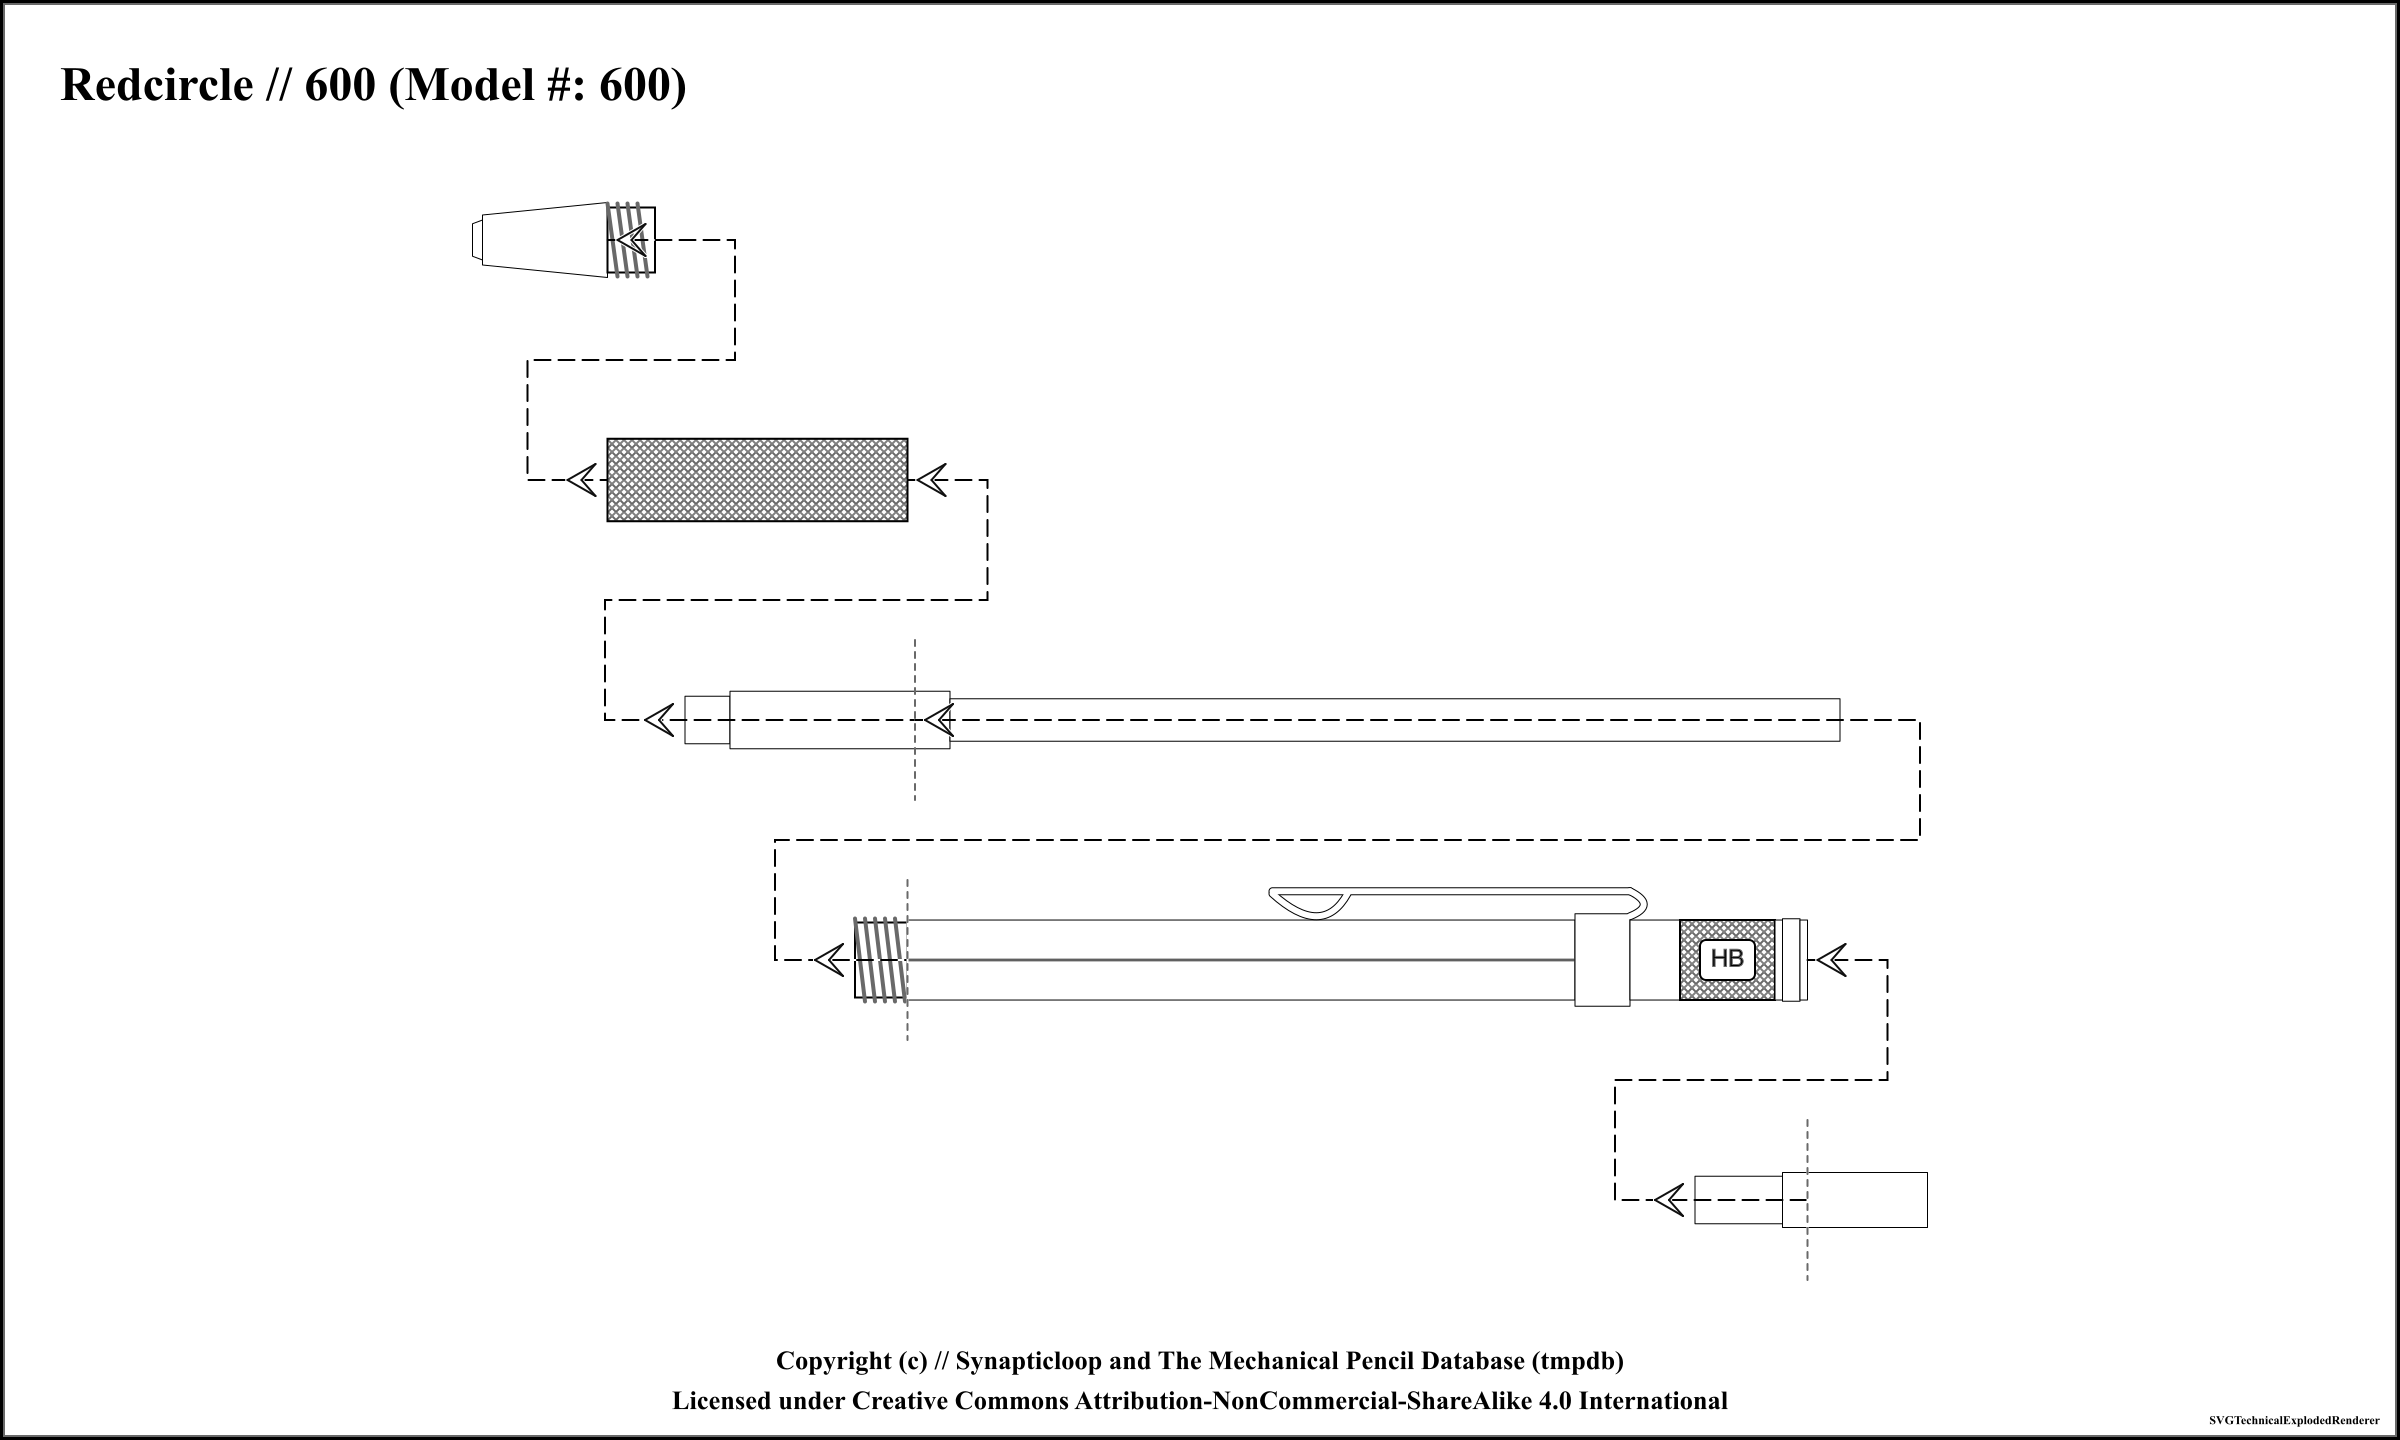 Redcircle // 600 (Model #: 600)
HB
Copyright (c) // Synapticloop and The Mechanical Pencil Database (tmpdb)
Licensed under Creative Commons Attribution-NonCommercial-ShareAlike 4.0 International
SVGTechnicalExplodedRenderer